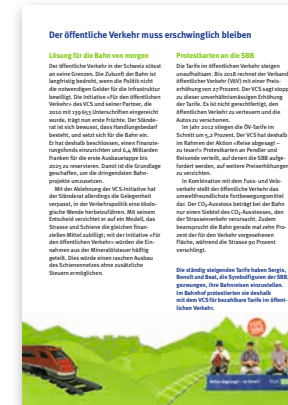 Der öffentliche Verkehr muss erschwinglich bleiben
Lösung für die Bahn von morgen
Der öffentliche Verkehr in der Schweiz stösst
an seine Grenzen. Die Zukunft der Bahn ist
langfristig bedroht, wenn die Politik nicht
die notwendigen Gelder für die Infrastruktur
bewilligt. Die Initiative «Für den öffentlichen
Verkehr» des VCS und seiner Partner, die
2010 mit 139 653 Unterschriften eingereicht
wurde, trägt nun erste Früchte. Der Stände-
rat ist sich bewusst, dass Handlungsbedarf
besteht, und setzt sich für die Bahn ein.
Er hat deshalb beschlossen, einen Finanzie-
rungsfonds einzurichten und 6,4 Milliarden
Franken für die erste Ausbauetappe bis
2025 zu reservieren. Damit ist die Grundlage
geschaffen, um die dringendsten Bahn-
projekte umzusetzen.
Mit der Ablehnung der VCS-Initiative hat
der Ständerat allerdings die Gelegenheit
verpasst, in der Verkehrspolitik eine ökolo-
gische Wende herbeizuführen. Mit seinem
Entscheid verzichtet er auf ein Modell, das
Strasse und Schiene die gleichen finan-
ziellen Mittel zubilligt; mit der Initiative «Für
den öffentlichen Verkehr» würden die Ein-
nahmen aus der Mineralölsteuer hälftig
geteilt. Dies würde einen raschen Ausbau
des Schienennetzes ohne zusätzliche
Steuern ermöglichen.
Protestkarten an die SBB
Die Tarife im öffentlichen Verkehr steigen
unaufhaltsam. Bis 2018 rechnet der Verband
öffentlicher Verkehr (VöV) mit einer Preis-
erhöhung von 27 Prozent. Der VCS sagt stopp
zu dieser unverhältnismässigen Erhöhung
der Tarife. Es ist nicht gerechtfertigt, den
öffentlichen Verkehr zu verteuern und die
Autos zu verschonen.
Im Jahr 2012 stiegen die ÖV-Tarife im
Schnitt um 5,2 Prozent. Der VCS hat deshalb
im Rahmen der Aktion «Reise abgesagt –
zu teuer!» Protestkarten an Pendler und
Reisende verteilt, auf denen die SBB aufge-
fordert werden, auf weitere Preiserhöhungen
zu verzichten.
In Kombination mit dem Fuss- und Velo-
verkehr stellt der öffentliche Verkehr das
umweltfreundlichste Fortbewegungsmittel
dar. Der CO₂-Ausstoss beträgt bei der Bahn
nur einen Siebtel des CO₂-Ausstosses, den
der Strassenverkehr verursacht. Zudem
beansprucht die Bahn gerade mal zehn Pro-
zent der für den Verkehr vorgesehenen
Fläche, während die Strasse 90 Prozent
verschlingt.
Die ständig steigenden Tarife haben Sergio,
Benoit und Beat, die Symbolfiguren der SBB,
gezwungen, ihre Bahnreisen einzustellen.
Im Bahnhof protestierten sie deshalb
mit dem VCS für bezahlbare Tarife im öffent-
lichen Verkehr.
Reise abgesagt – zu teuer!